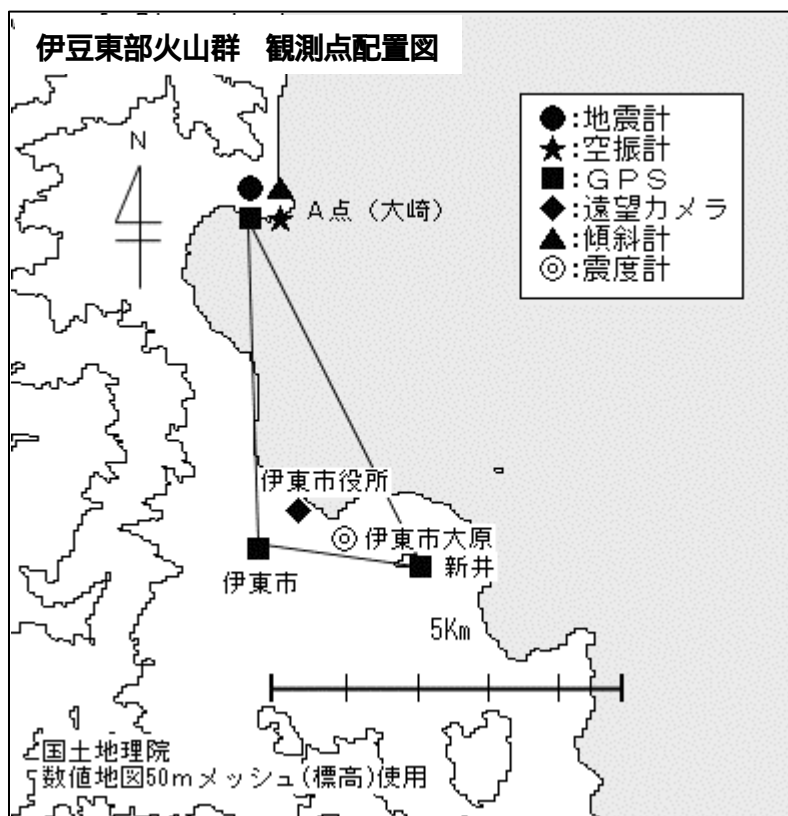 伊豆東部火山群 観測点配置図
N
●:地震計
★:空振計
■:GPS
◆:遠望カメラ
▲:傾斜計
◎:震度計
A点(大崎)
伊東市役所
伊東市大原
新井
伊東市
5Km
国土地理院
数値地図50mメッシュ(標高)使用